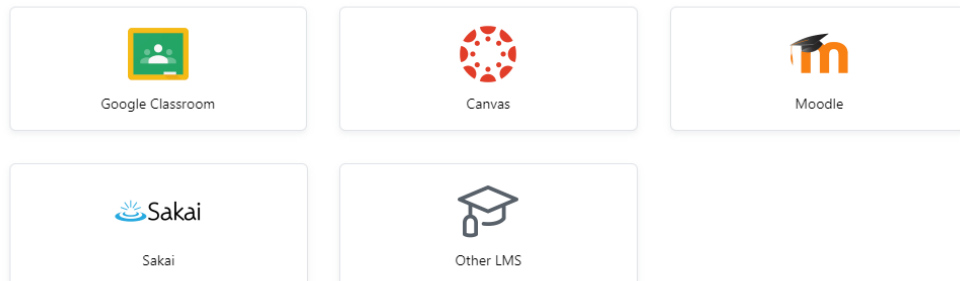 Google Classroom
Canvas
m
Moodle
Sakai
Sakai
Other LMS